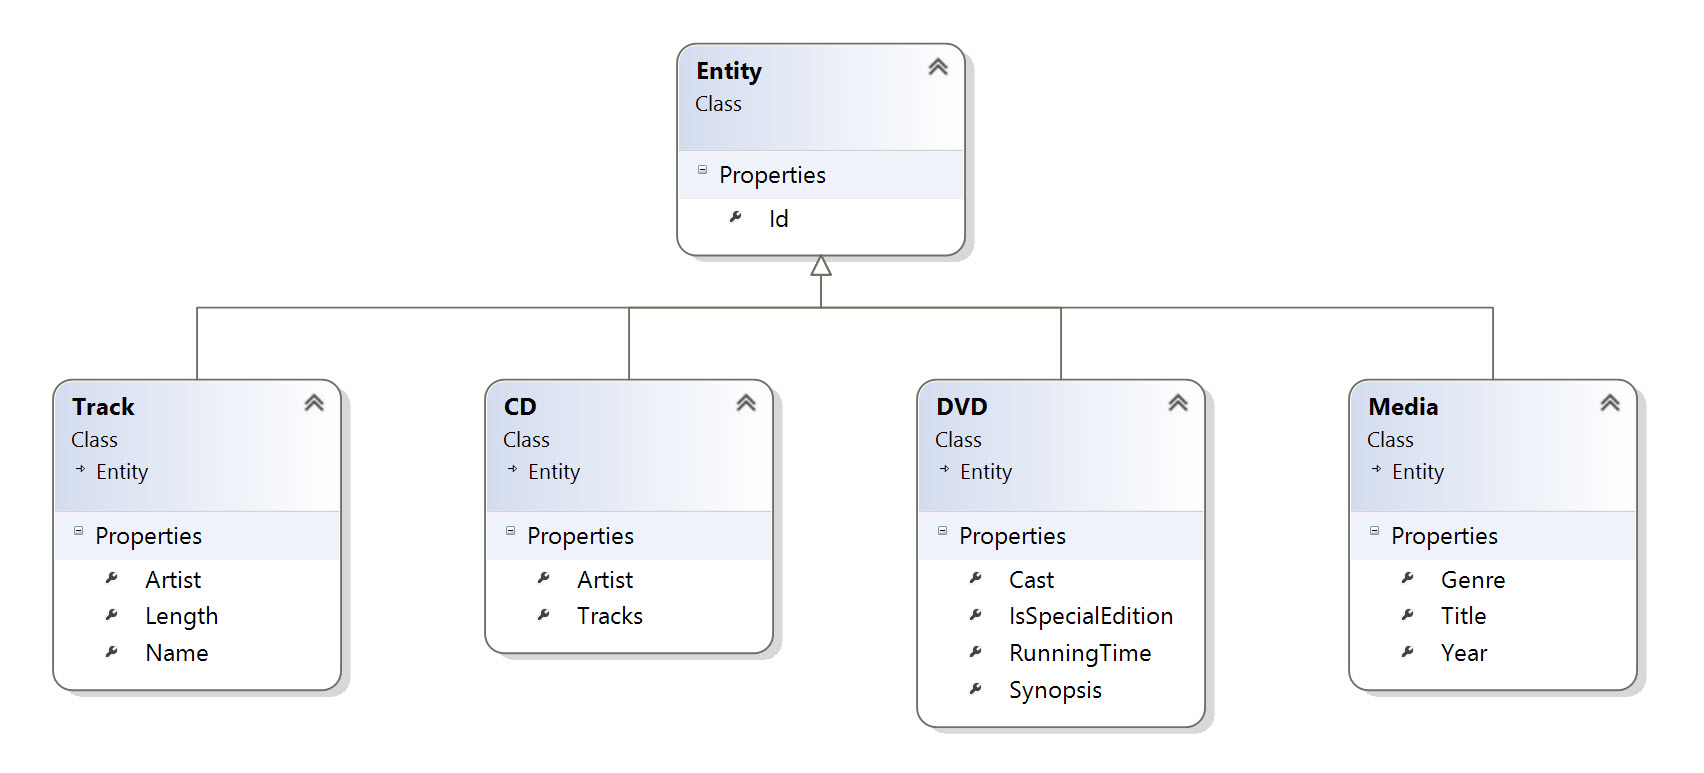 Entity
Class
Properties
Id
Track
Class
Entity
Properties
Artist
Length
Name
CD
Class
Entity
Properties
Artist
Tracks
DVD
Class
Entity
Properties
Cast
IsSpecialEdition
RunningTime
Synopsis
Media
Class
Entity
Properties
Genre
Title
Year